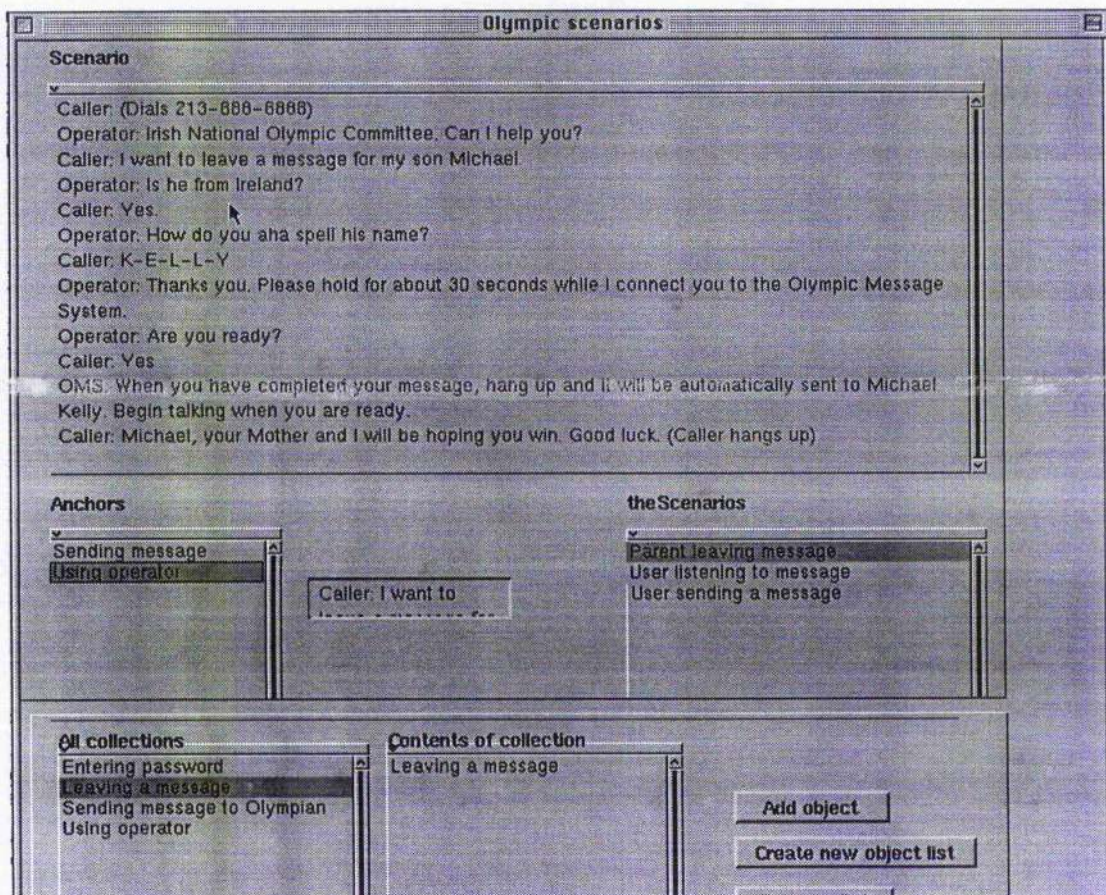 Olympic scenarios
Scenario
Caller: (Dials 213-888-8888)
Operator: Irish National Olympic Committee. Can I help you?
Caller: I want to leave a message for my son Michael
Operator: Is he from Ireland?
Caller: Yes.
Operator: How do you aha spell his name?
Caller: K-E-L-L-Y
Operator: Thanks you. Please hold for about 30 seconds while I connect you to the Olympic Message
System.
Operator: Are you ready?
Caller: Yes
OMS: When you have completed your message, hang up and it will be automatically sent to Michael
Kelly. Begin talking when you are ready.
Caller: Michael, your Mother and I will be hoping you win. Good luck. (Caller hangs up)
Anchors
Sending message
Using operator
Caller: I want to
theScenarios
Parent leaving message
User listening to message
User sending a message
All collections
Entering password
Leaving a message
Sending message to Olympian
Using operator
Contents of collection
Leaving a message
Add object
Create new object list